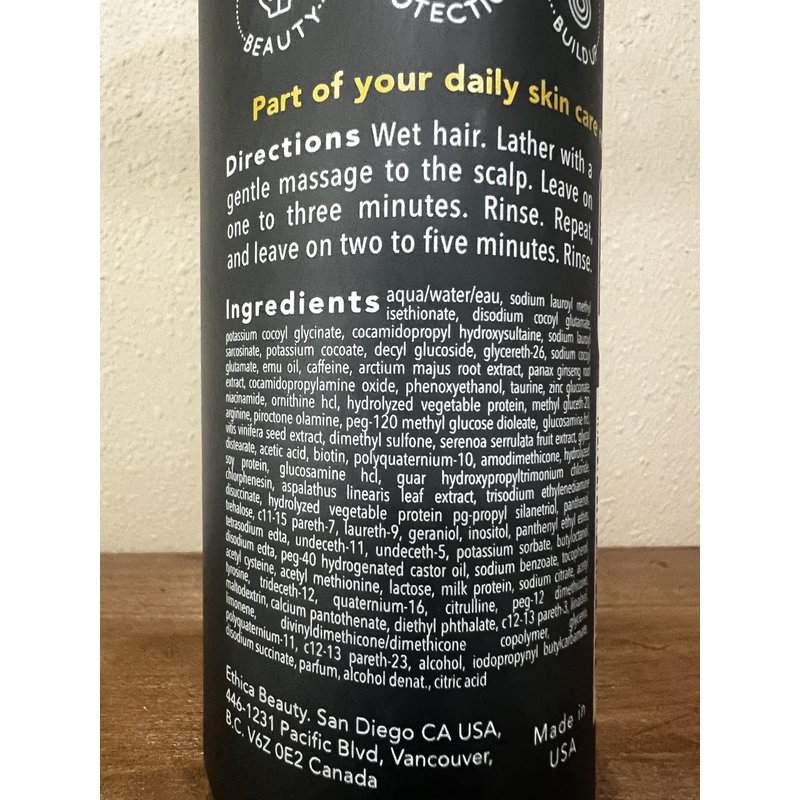 BEAUTY
BUILD U
Part of your daily skin care
Directions Wet hair. Lather with a
gentle massage to the scalp. Leave on
one to three minutes. Rinse. Repeat,
and leave on two to five minutes. Rinse.
Ingredients aqua/water/eau, sodium lauroyl methyl
isethionate, disodium cocoyl glutamate,
potassium cocoyl glycinate, cocamidopropyl hydroxysultaine, sodium lauroyl
sarcosinate, potassium cocoate, decyl glucoside, glycereth-26, sodium cocoyl
glutamate, emu oil, caffeine, arctium majus root extract, panax ginseng root
extract, cocamidopropylamine oxide, phenoxyethanol, taurine, zinc gluconate,
niacinamide, ornithine hcl, hydrolyzed vegetable protein, methyl gluceth-20,
arginine, piroctone olamine, peg-120 methyl glucose dioleate, glucosamine hcl,
vitis vinifera seed extract, dimethyl sulfone, serenoa serrulata fruit extract, glycol
distearate, acetic acid, biotin, polyquaternium-10, amodimethicone, hydrolyzed
soy protein, glucosamine hcl, guar hydroxypropyltrimonium chloride,
chlorphenesin, aspalathus linearis leaf extract, trisodium ethylenediamine
disuccinate, hydrolyzed vegetable protein pg-propyl silanetriol, panthenol,
trehalose, c11-15 pareth-7, laureth-9, geraniol, inositol, panthenyl ethyl ether,
tetrasodium edta, undeceth-11, undeceth-5, potassium sorbate, butyloctanol,
disodium edta, peg-40 hydrogenated castor oil, sodium benzoate, tocopherol,
acetyl cysteine, acetyl methionine, lactose, milk protein, sodium citrate, acetyl
tyrosine, trideceth-12, quaternium-16, citrulline, peg-12 dimethicone,
maltodextrin, calcium pantothenate, diethyl phthalate, c12-13 pareth-3, linalool,
limonene, divinyldimethicone/dimethicone copolymer, glycerin,
polyquaternium-11, c12-13 pareth-23, alcohol, iodopropynyl butylcarbamate,
disodium succinate, parfum, alcohol denat., citric acid
Ethica Beauty. San Diego CA USA,
446-1231 Pacific Blvd, Vancouver,
B.C. V6Z 0E2 Canada
Made in
USA